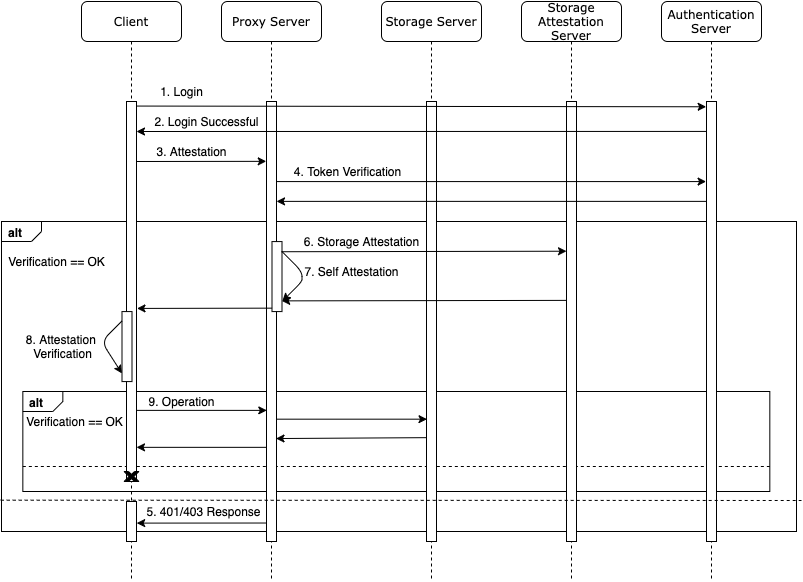 Client
Proxy Server
Storage Server
Storage
Attestation
Server
Authentication
Server
1. Login
2. Login Successful
3. Attestation
4. Token Verification
alt
Verification == OK
6. Storage Attestation
7. Self Attestation
8. Attestation
Verification
alt
Verification == OK
9. Operation
5. 401/403 Response